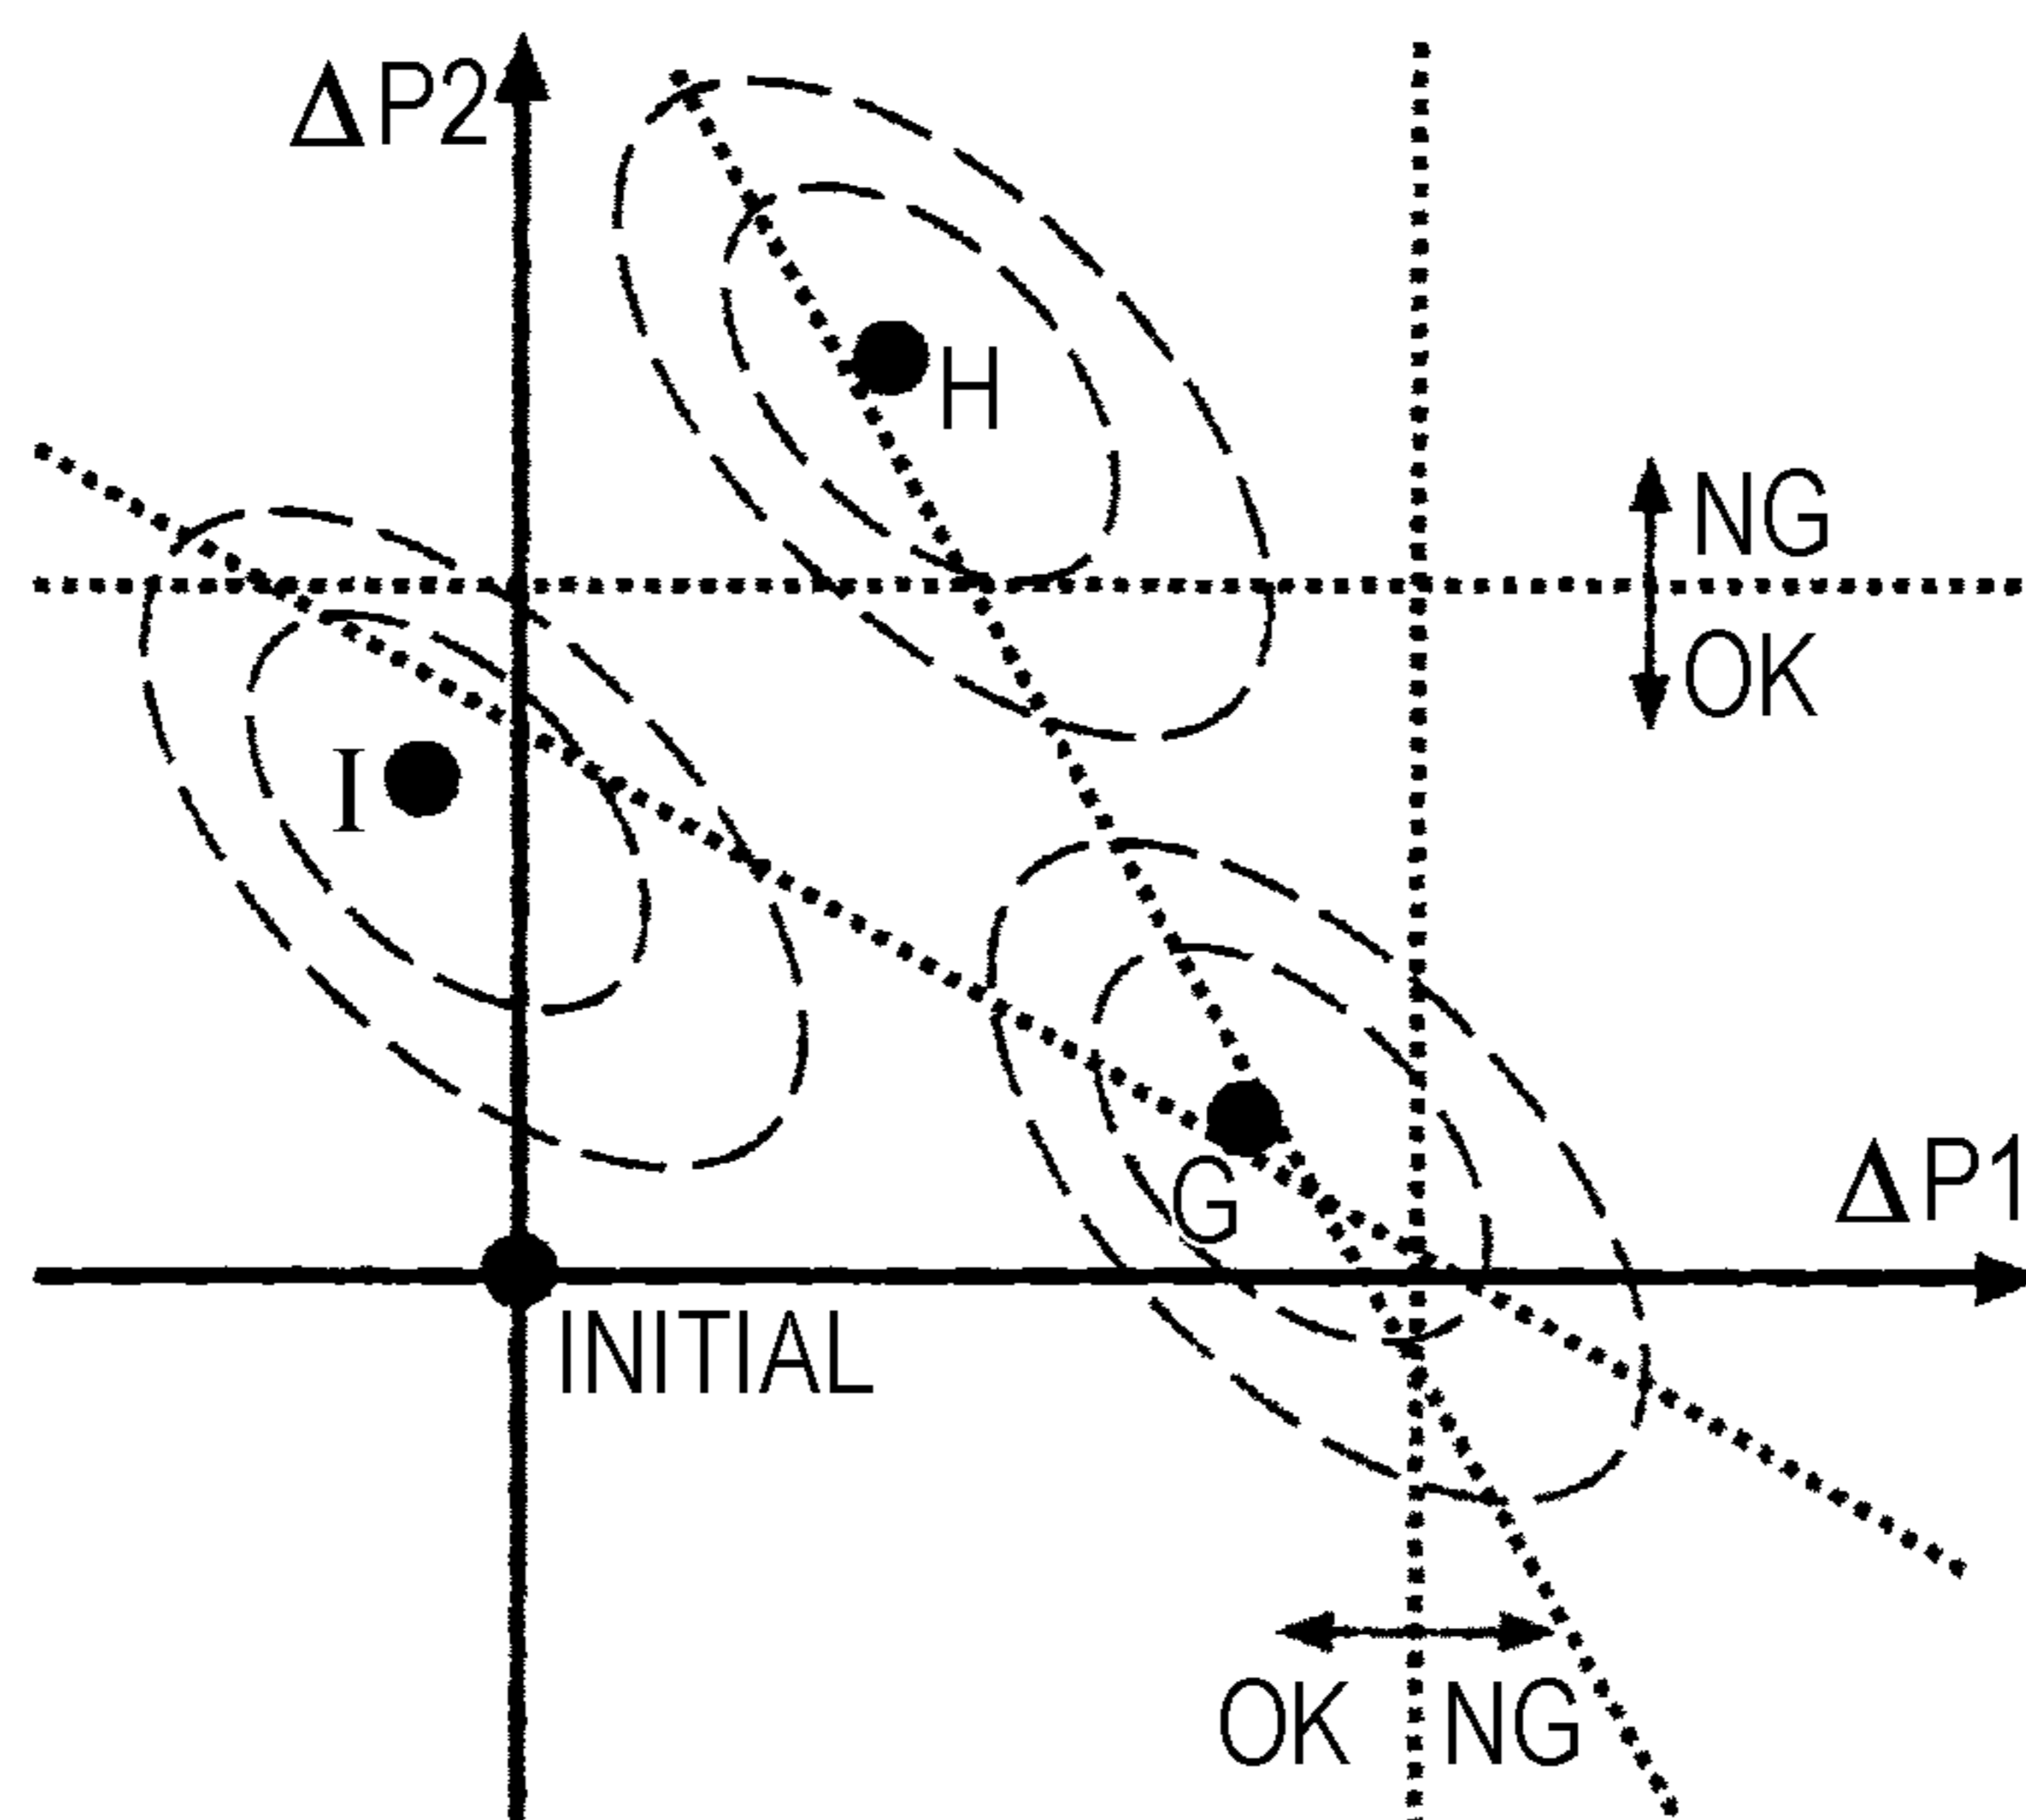 ΔP2
H
NG
OK
I
G
ΔP1
INITIAL
OK NG